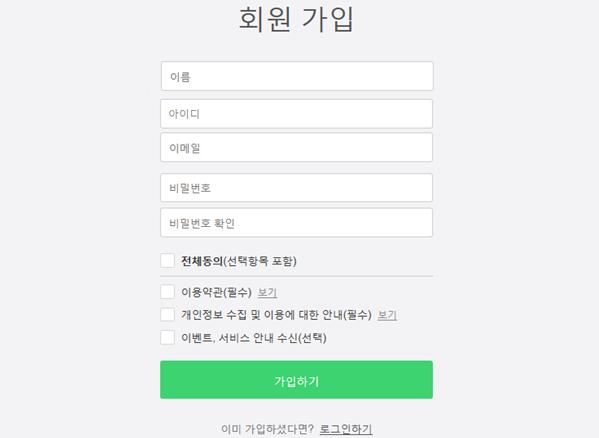 회원 가입
이름
아이디
이메일
비밀번호
비밀번호 확인
전체동의(선택항목 포함)
이용약관(필수) 보기
개인정보 수집 및 이용에 대한 안내(필수) 보기
이벤트, 서비스 안내 수신(선택)
가입하기
이미 가입하셨다면? 로그인하기